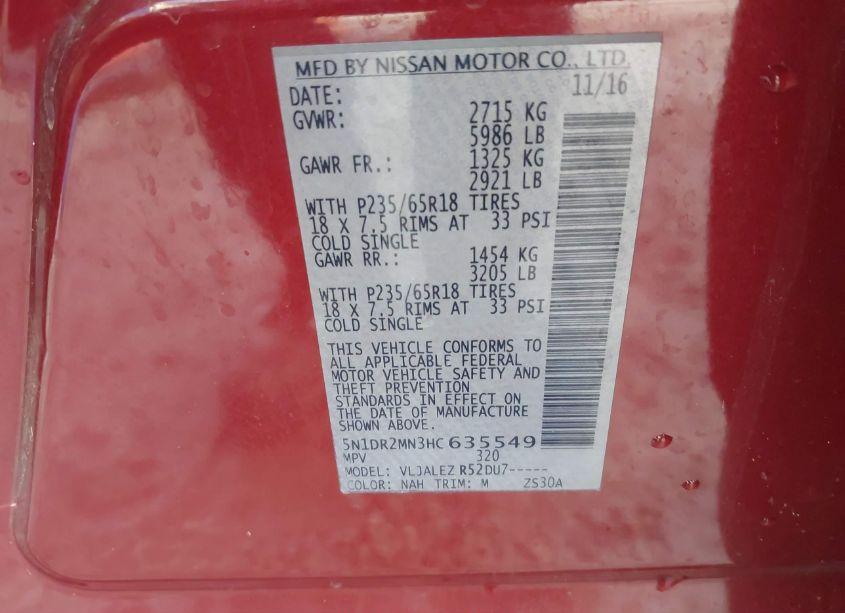 MFD BY NISSAN MOTOR CO., LTD.
DATE: 11/16
GVWR: 2715 KG
5986 LB
GAWR FR.: 1325 KG
2921 LB
WITH P235/65R18 TIRES
18 X 7.5 RIMS AT 33 PSI
COLD SINGLE
GAWR RR.: 1454 KG
3205 LB
WITH P235/65R18 TIRES
18 X 7.5 RIMS AT 33 PSI
COLD SINGLE
THIS VEHICLE CONFORMS TO
ALL APPLICABLE FEDERAL
MOTOR VEHICLE SAFETY AND
THEFT PREVENTION
STANDARDS IN EFFECT ON
THE DATE OF MANUFACTURE
SHOWN ABOVE.
5N1DR2MN3HC 635549
MPV 320
MODEL: VLJALEZ R52DU7-----
COLOR: NAH TRIM: M ZS30A